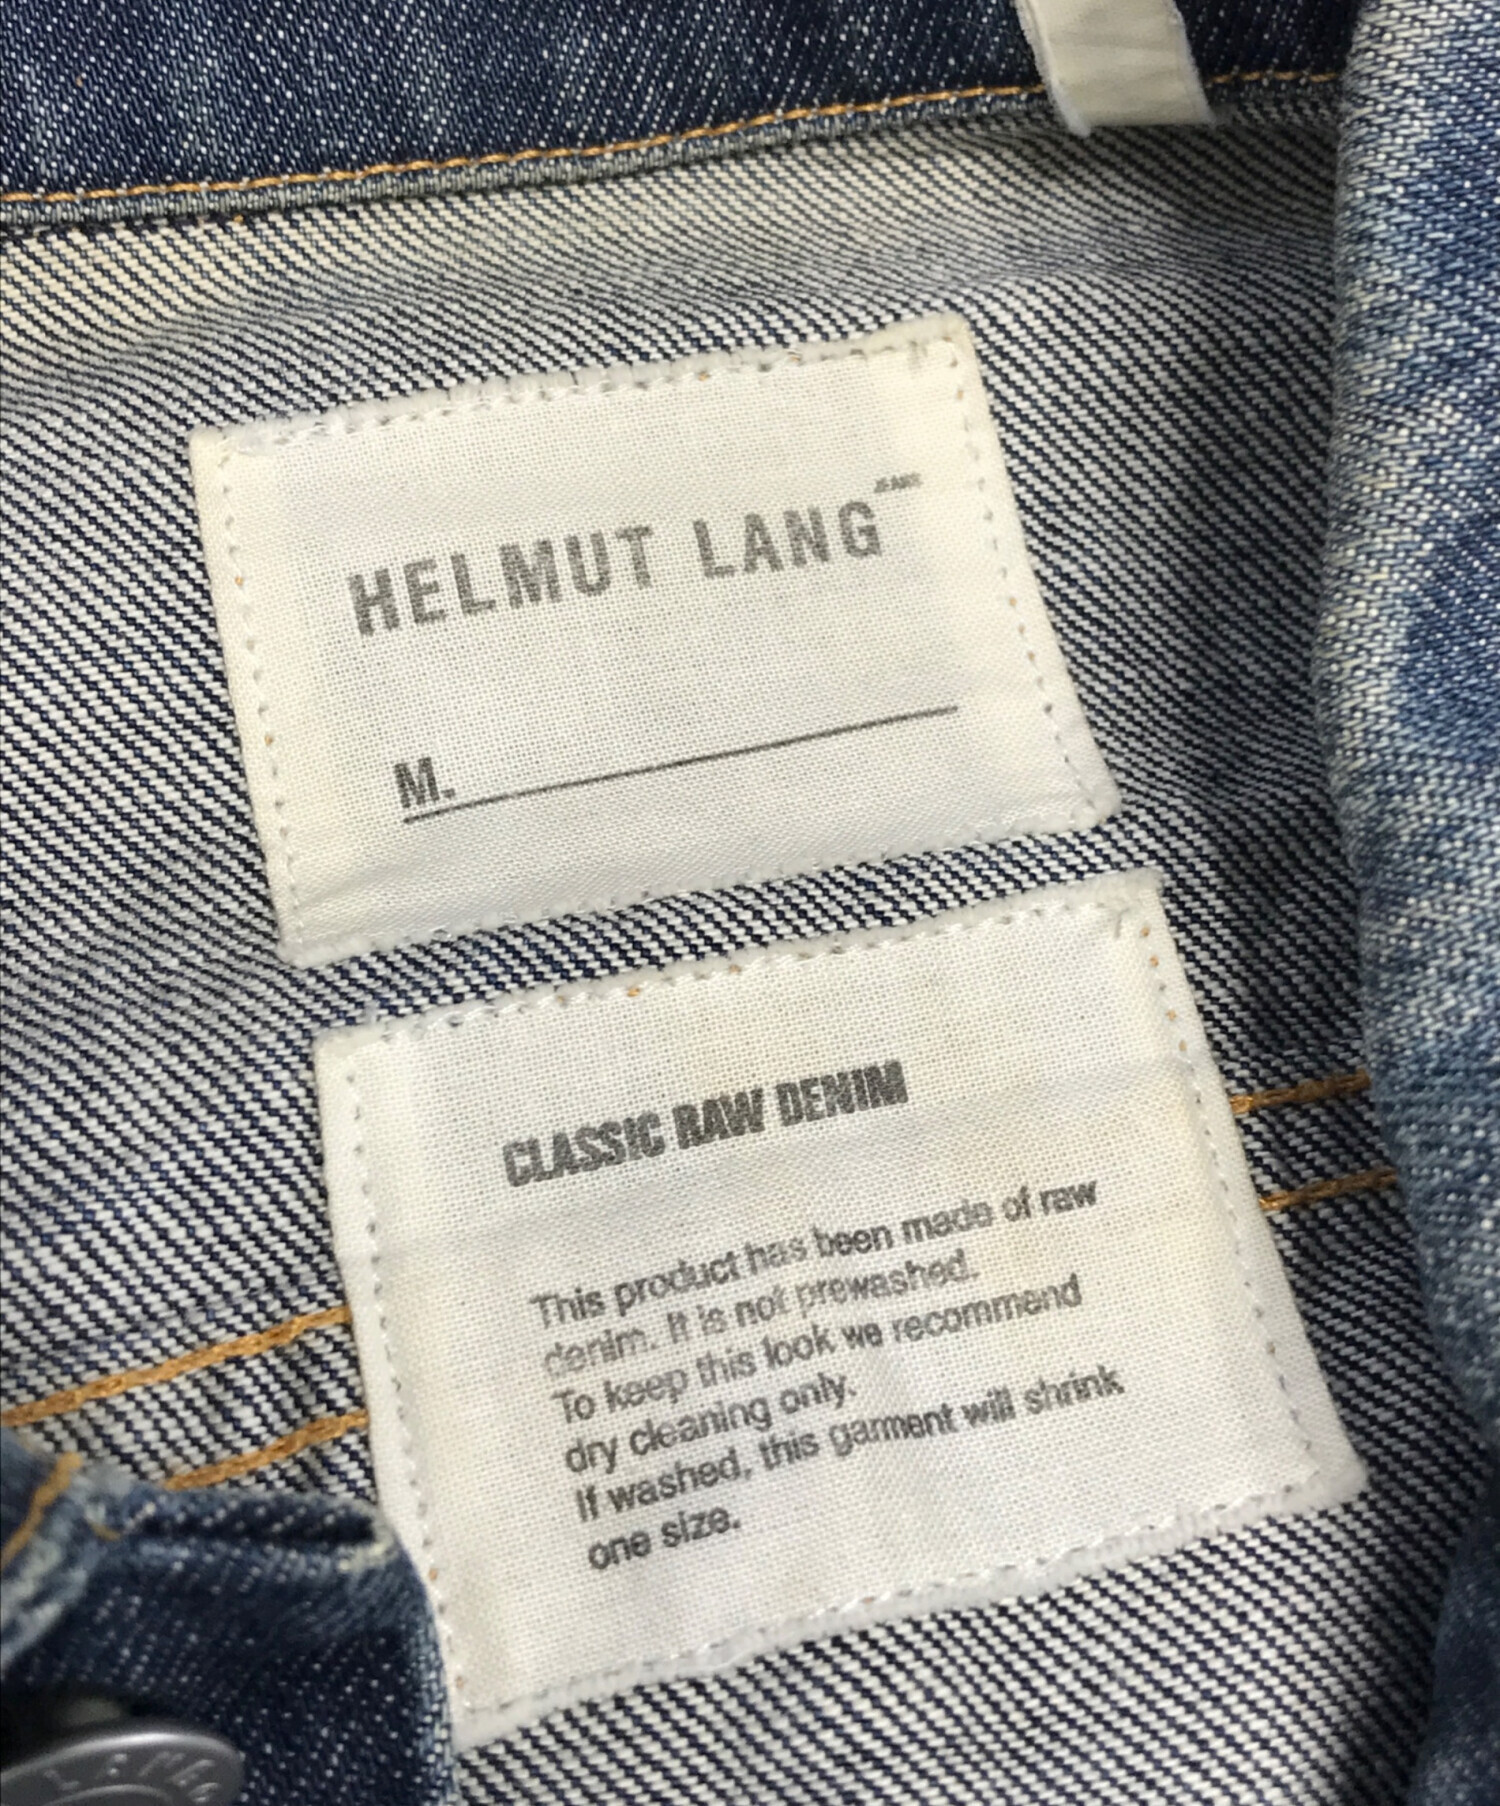 HELMUT LANG JEANS
M.
CLASSIC RAW DENIM
This product has been made of raw
denim. It is not prewashed.
To keep this look we recommend
dry cleaning only.
If washed, this garment will shrink
one size.